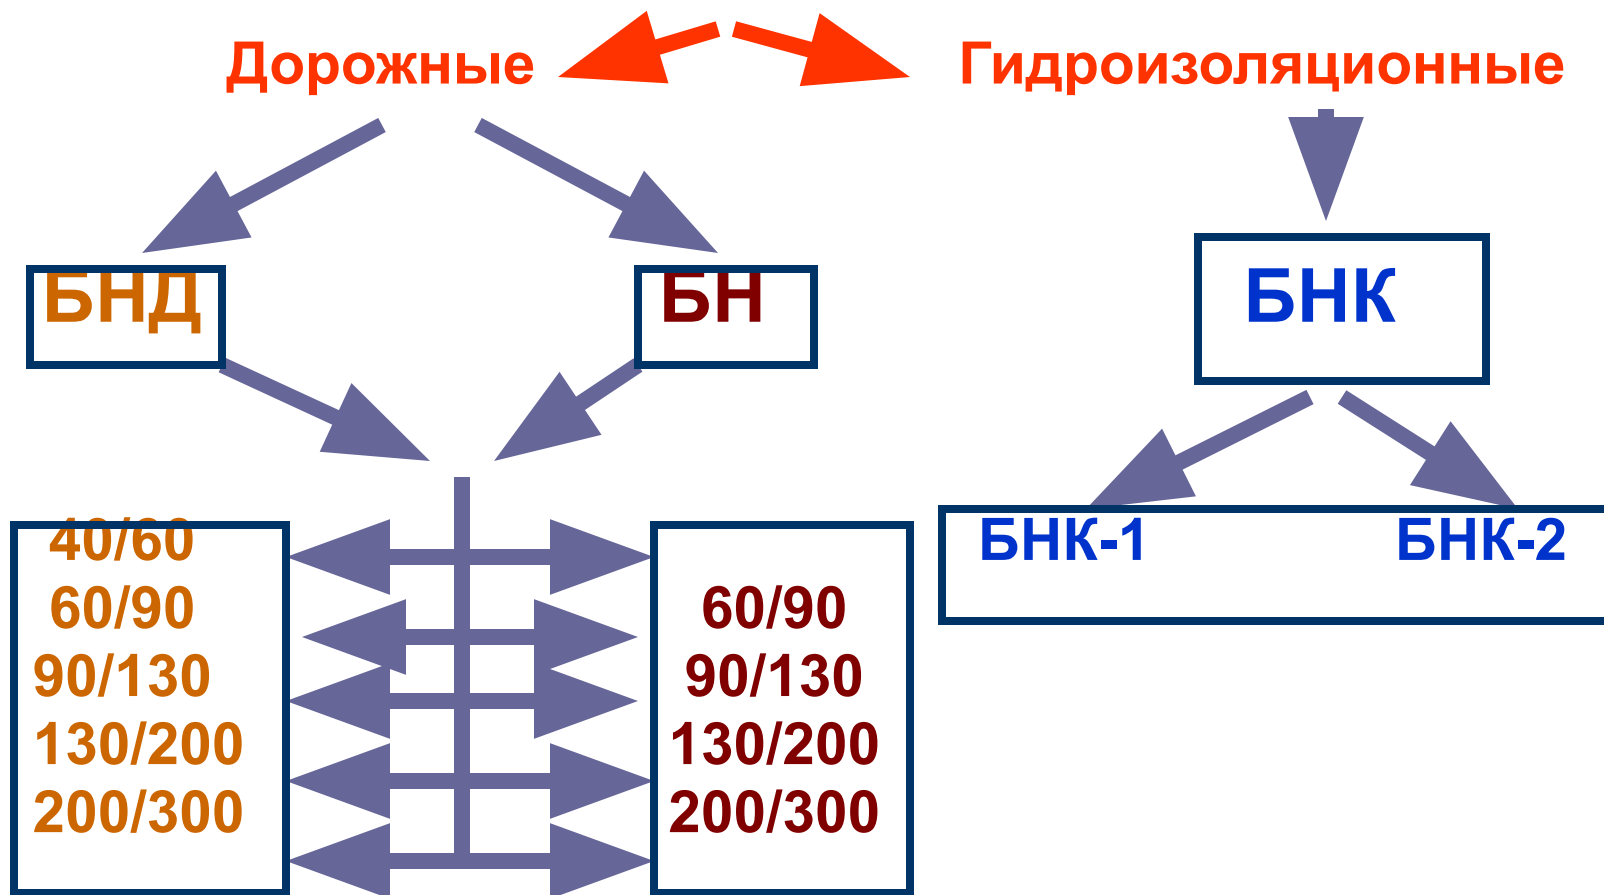 Дорожные
Гидроизоляционные
БНД
БН
БНК
40/60
60/90
90/130
130/200
200/300
60/90
90/130
130/200
200/300
БНК-1
БНК-2